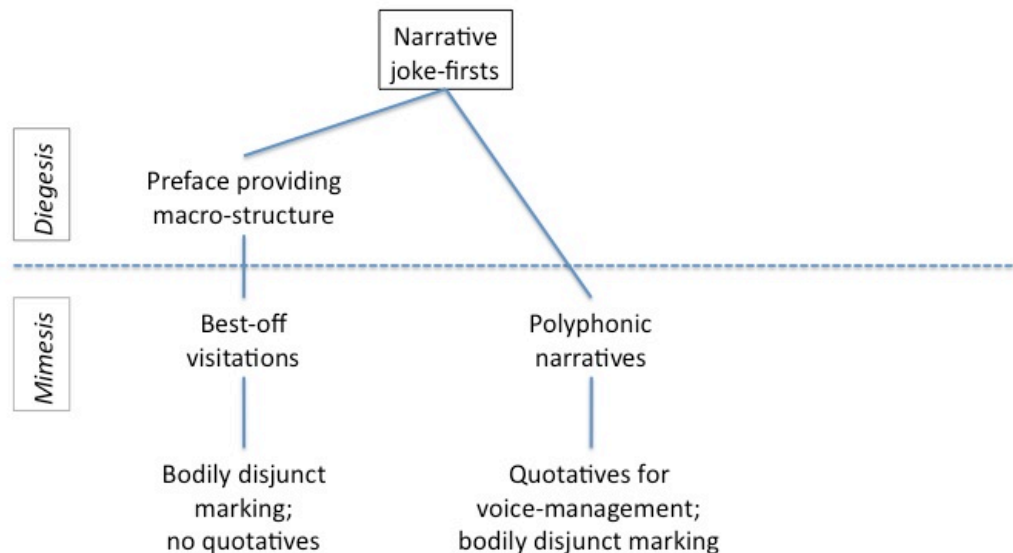 Narrative
joke-firsts
Diegesis
Preface providing
macro-structure
Mimesis
Best-off
visitations
Polyphonic
narratives
Bodily disjunct
marking;
no quotatives
Quotatives for
voice-management;
bodily disjunct marking